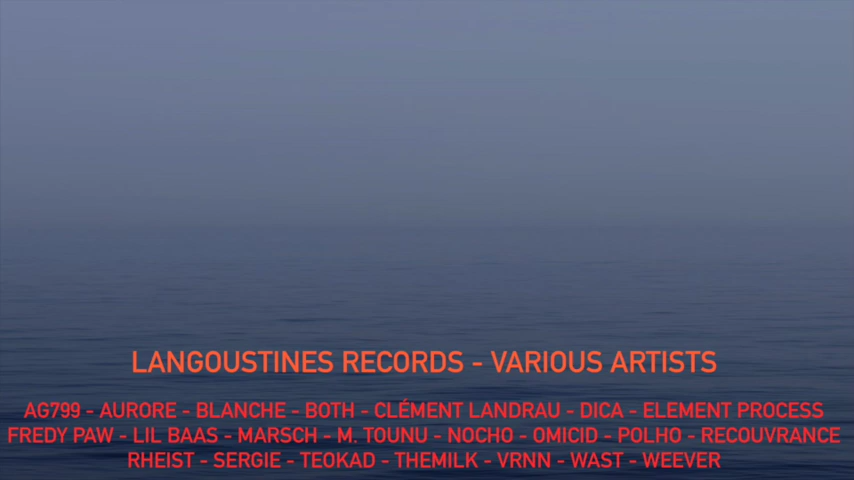 LANGOUSTINES RECORDS - VARIOUS ARTISTS
AG799 - AURORE - BLANCHE - BOTH - CLÉMENT LANDRAU - DICA - ELEMENT PROCESS
FREDY PAW - LIL BAAS - MARSCH - M. TOUNU - NOCHO - OMICID - POLHO - RECOUVRANCE
RHEIST - SERGIE - TEOKAD - THEMILK - VRNN - WAST - WEEVER